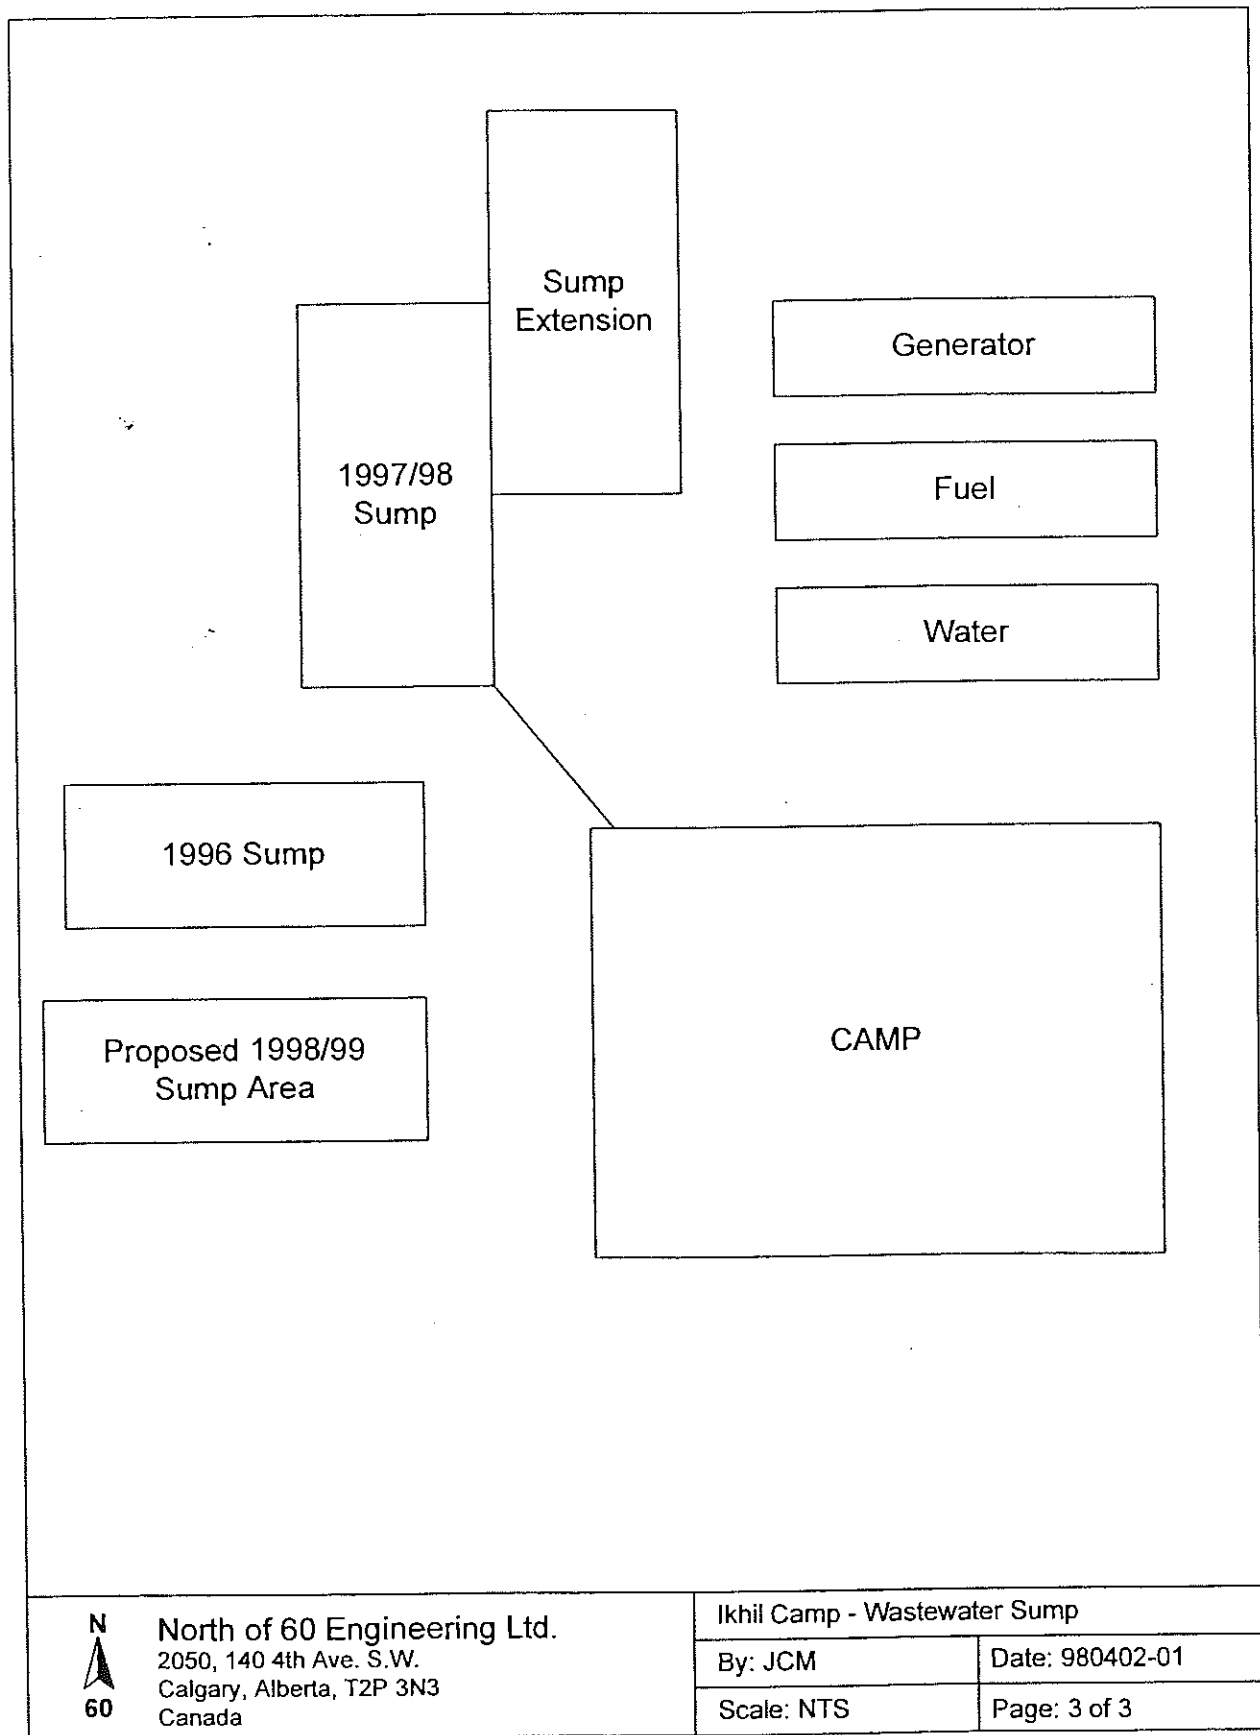 Sump
Extension
Generator
1997/98
Sump
Fuel
Water
1996 Sump
Proposed 1998/99
Sump Area
CAMP
N
60
North of 60 Engineering Ltd.
2050, 140 4th Ave. S.W.
Calgary, Alberta, T2P 3N3
Canada
Ikhil Camp - Wastewater Sump
By: JCM
Date: 980402-01
Scale: NTS
Page: 3 of 3